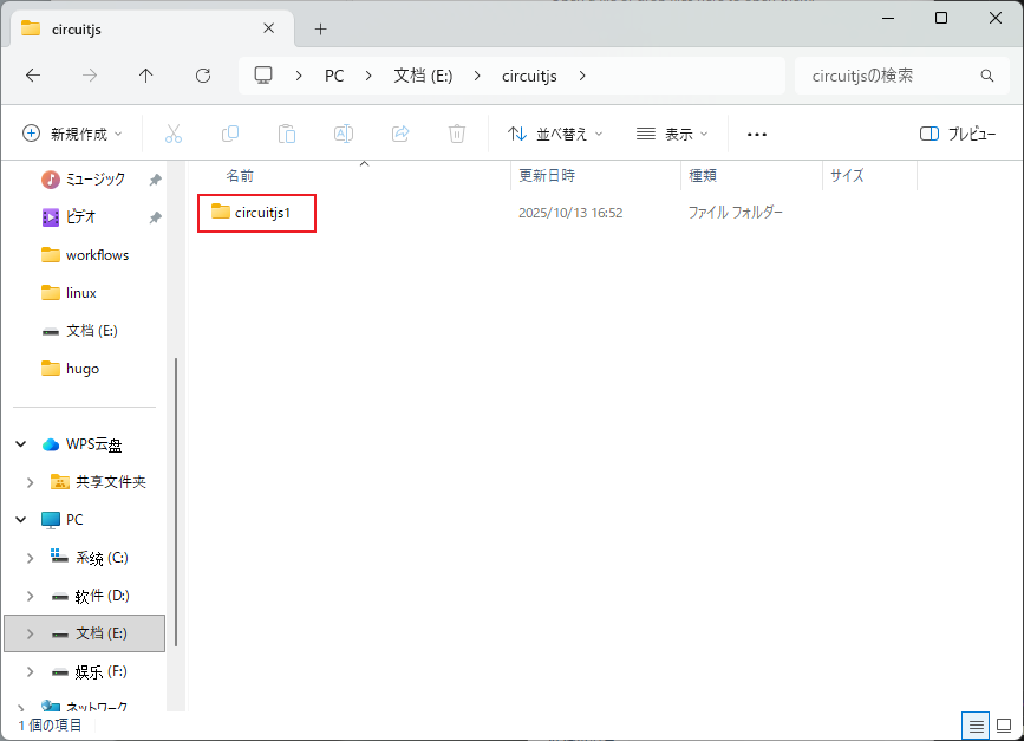 circuitjs
PC > 文档 (E:) > circuitjs >
circuitjsの検索
新規作成
並べ替え
表示
プレビュー
ミュージック
ビデオ
workflows
linux
文档 (E:)
hugo
WPS云盘
共享文件夹
PC
系统 (C:)
软件 (D:)
文档 (E:)
娱乐 (F:)
ネットワーク
名前 更新日時 種類 サイズ
circuitjs1 2025/10/13 16:52 ファイル フォルダー
1 個の項目